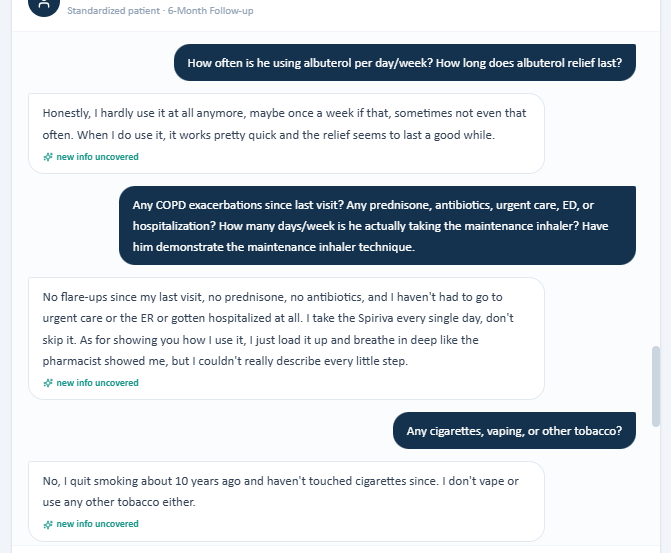 Standardized patient · 6-Month Follow-up
How often is he using albuterol per day/week? How long does albuterol relief last?
Honestly, I hardly use it at all anymore, maybe once a week if that, sometimes not even that
often. When I do use it, it works pretty quick and the relief seems to last a good while.
new info uncovered
Any COPD exacerbations since last visit? Any prednisone, antibiotics, urgent care, ED, or
hospitalization? How many days/week is he actually taking the maintenance inhaler? Have
him demonstrate the maintenance inhaler technique.
No flare-ups since my last visit, no prednisone, no antibiotics, and I haven't had to go to
urgent care or the ER or gotten hospitalized at all. I take the Spiriva every single day, don't
skip it. As for showing you how I use it, I just load it up and breathe in deep like the
pharmacist showed me, but I couldn't really describe every little step.
new info uncovered
Any cigarettes, vaping, or other tobacco?
No, I quit smoking about 10 years ago and haven't touched cigarettes since. I don't vape or
use any other tobacco either.
new info uncovered